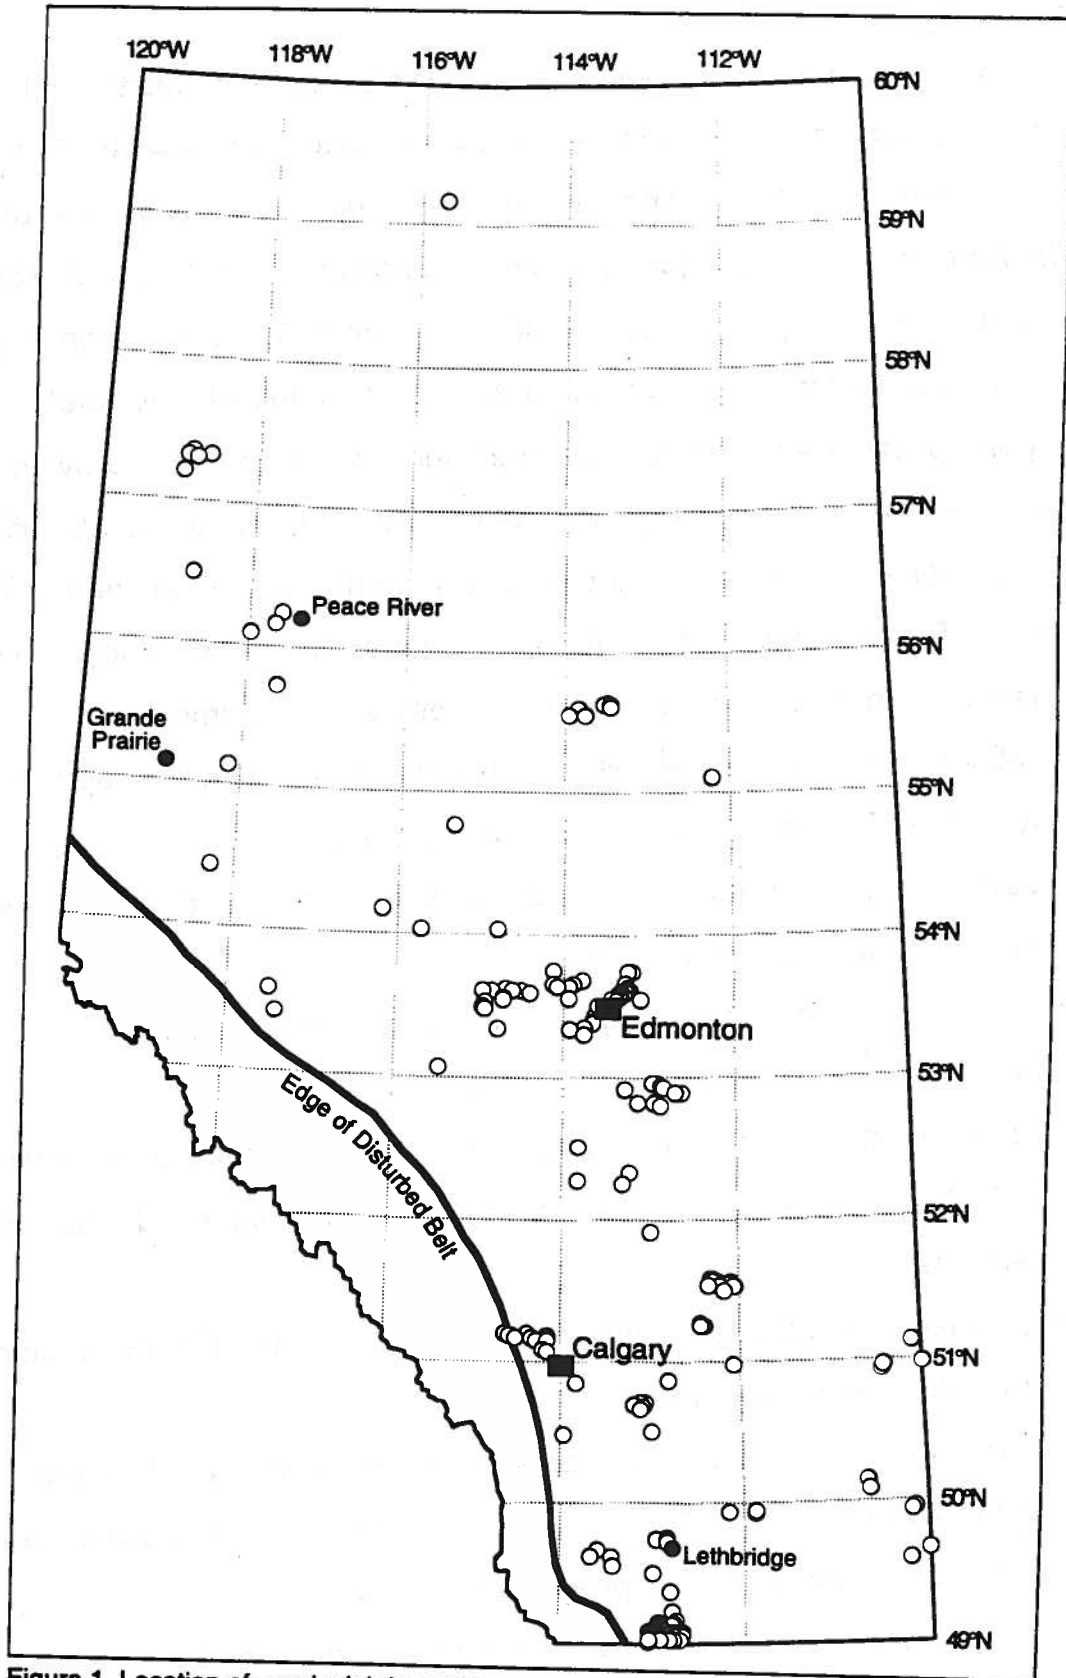 120°W 118°W 116°W 114°W 112°W
60°N
59°N
58°N
57°N
Peace River
56°N
Grande
Prairie
55°N
54°N
Edmonton
53°N
Edge of Disturbed Belt
52°N
Calgary
51°N
50°N
Lethbridge
49°N
Figure 1. Location of